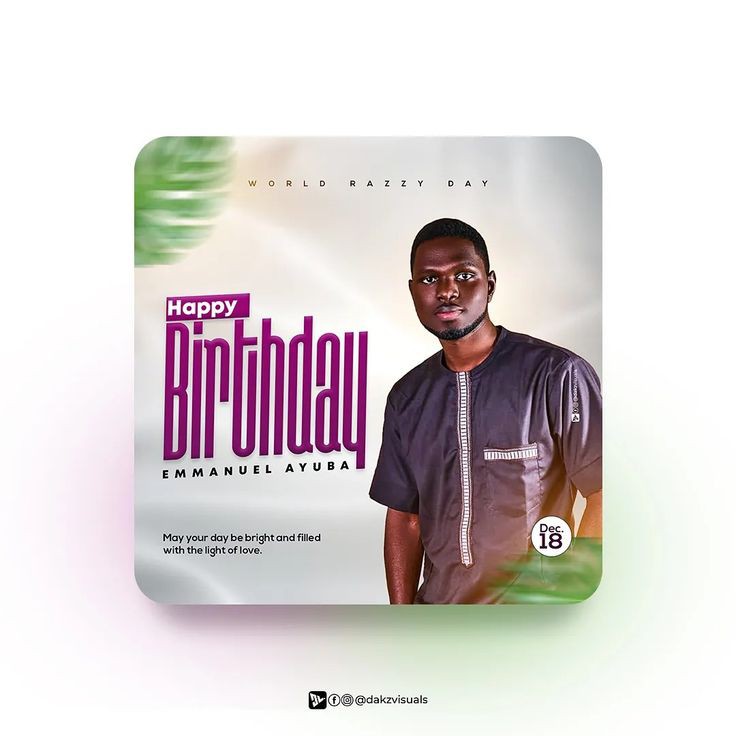 WORLD RAZZY DAY
Happy
Birthday
EMMANUEL AYUBA
May your day be bright and filled
with the light of love.
@dakzvisuals
Dec.
18
@dakzvisuals